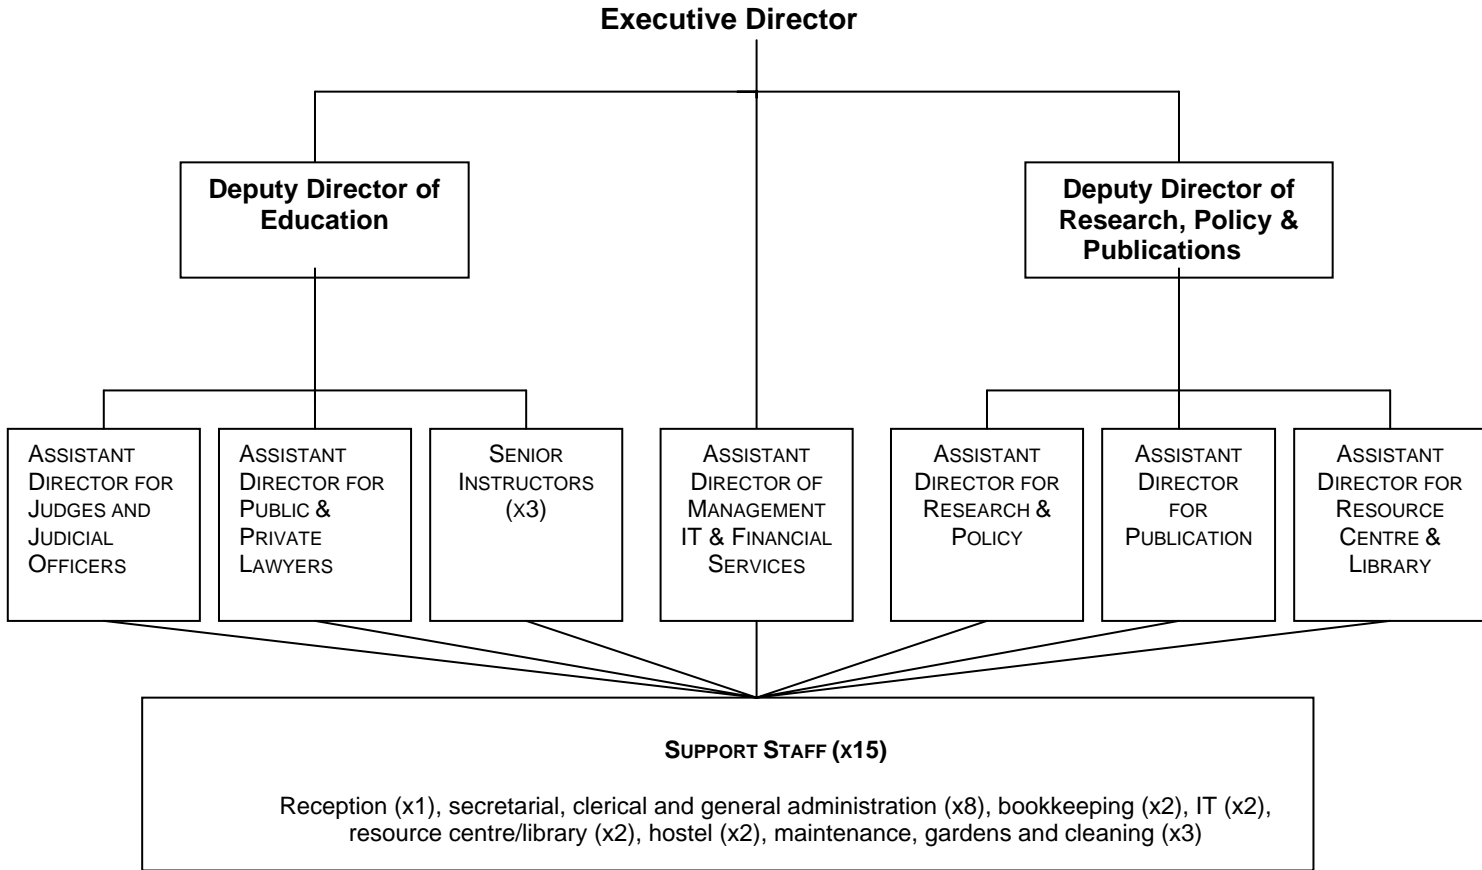 Executive Director
Deputy Director of
Education
Deputy Director of
Research, Policy &
Publications
ASSISTANT
DIRECTOR FOR
JUDGES AND
JUDICIAL
OFFICERS
ASSISTANT
DIRECTOR FOR
PUBLIC &
PRIVATE
LAWYERS
SENIOR
INSTRUCTORS
(X3)
ASSISTANT
DIRECTOR OF
MANAGEMENT
IT & FINANCIAL
SERVICES
ASSISTANT
DIRECTOR FOR
RESEARCH &
POLICY
ASSISTANT
DIRECTOR
FOR
PUBLICATION
ASSISTANT
DIRECTOR FOR
RESOURCE
CENTRE &
LIBRARY
SUPPORT STAFF (X15)
Reception (x1), secretarial, clerical and general administration (x8), bookkeeping (x2), IT (x2),
resource centre/library (x2), hostel (x2), maintenance, gardens and cleaning (x3)